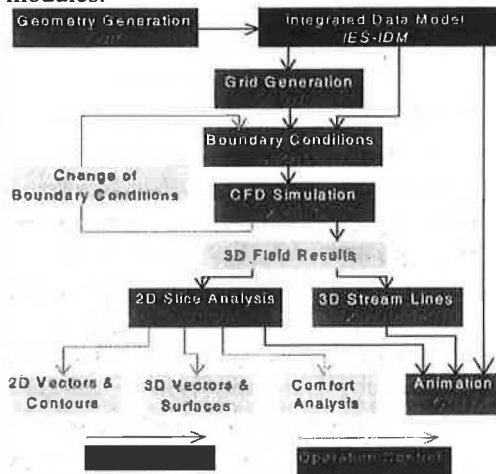 modules.
Geometry Generation
Integrated Data Model
IES-IDM
Grid Generation
Boundary Conditions
Change of
Boundary Conditions
CFD Simulation
3D Field Results
2D Slice Analysis
3D Stream Lines
2D Vectors &
Contours
3D Vectors &
Surfaces
Comfort
Analysis
Animation
Operation Control